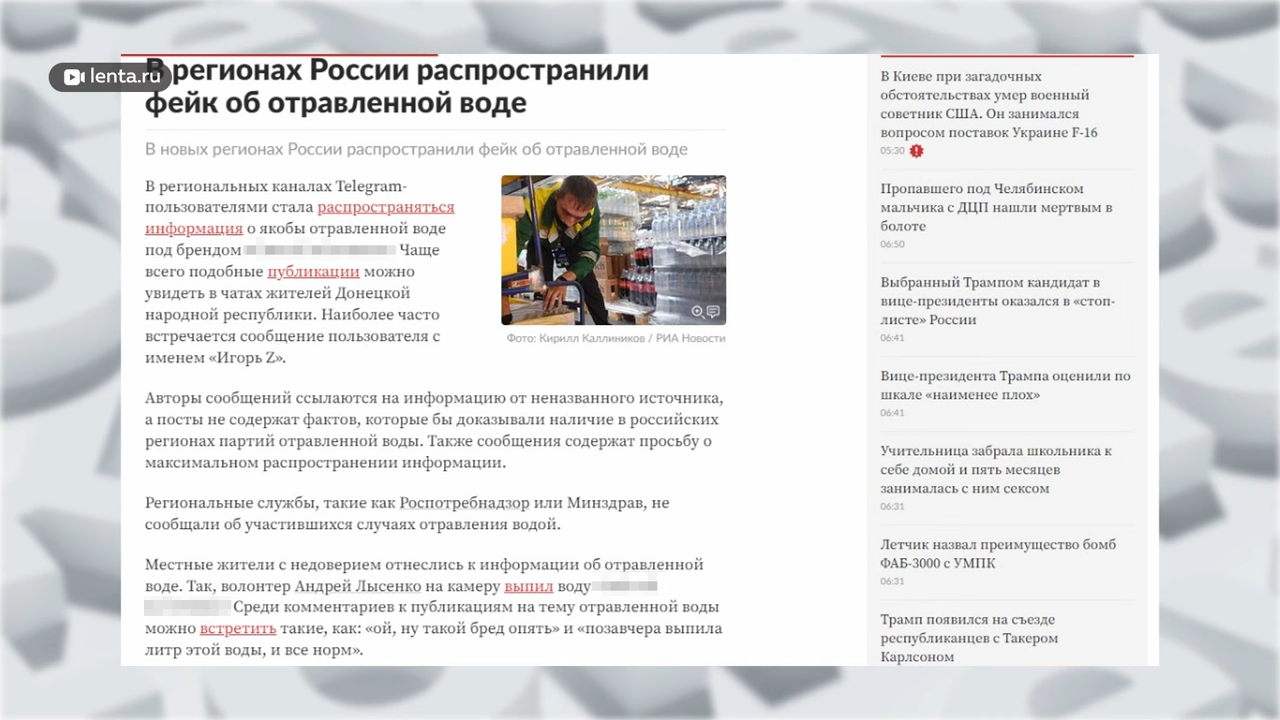 lenta.ru
В регионах России распространили
фейк об отравленной воде
В новых регионах России распространили фейк об отравленной воде
В региональных каналах Telegram-
пользователями стала распространяться
информация о якобы отравленной воде
под брендом Чаще
всего подобные публикации можно
увидеть в чатах жителей Донецкой
народной республики. Наиболее часто
встречается сообщение пользователя с
именем «Игорь Z».
Фото: Кирилл Каллиников / РИА Новости
Авторы сообщений ссылаются на информацию от неназванного источника,
а посты не содержат фактов, которые бы доказывали наличие в российских
регионах партий отравленной воды. Также сообщения содержат просьбу о
максимальном распространении информации.
Региональные службы, такие как Роспотребнадзор или Минздрав, не
сообщали об участившихся случаях отравления водой.
Местные жители с недоверием отнеслись к информации об отравленной
воде. Так, волонтер Андрей Лысенко на камеру выпил воду
Среди комментариев к публикациям на тему отравленной воды
можно встретить такие, как: «ой, ну такой бред опять» и «позавчера выпила
литр этой воды, и все норм».
В Киеве при загадочных
обстоятельствах умер военный
советник США. Он занимался
вопросом поставок Украине F-16
05:30
Пропавшего под Челябинском
мальчика с ДЦП нашли мертвым в
болоте
06:50
Выбранный Трампом кандидат в
вице-президенты оказался в «стоп-
листе» России
06:41
Вице-президента Трампа оценили по
шкале «наименее плох»
06:41
Учительница забрала школьника к
себе домой и пять месяцев
занималась с ним сексом
06:31
Летчик назвал преимущество бомб
ФАБ-3000 с УМПК
06:31
Трамп появился на съезде
республиканцев с Такером
Карлсоном